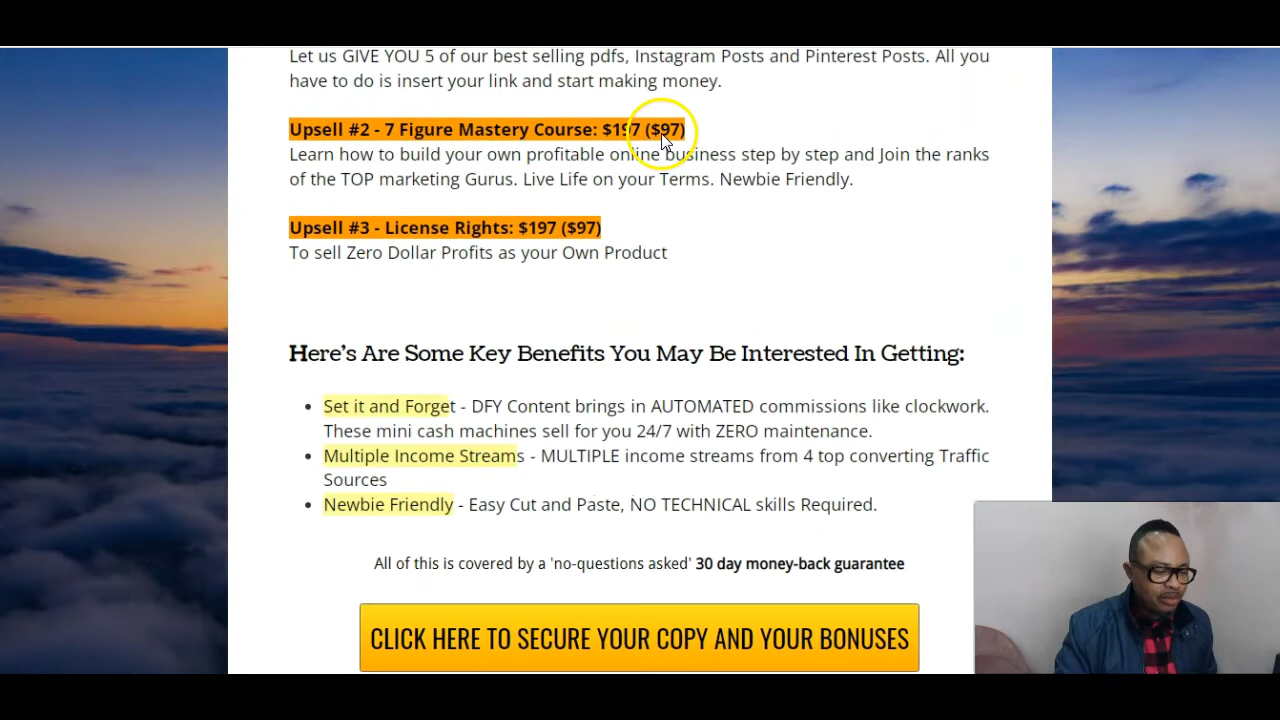 Let us GIVE YOU 5 of our best selling pdfs, Instagram Posts and Pinterest Posts. All you
have to do is insert your link and start making money.
Upsell #2 - 7 Figure Mastery Course: $197 ($97)
Learn how to build your own profitable online business step by step and Join the ranks
of the TOP marketing Gurus. Live Life on your Terms. Newbie Friendly.
Upsell #3 - License Rights: $197 ($97)
To sell Zero Dollar Profits as your Own Product
Here's Are Some Key Benefits You May Be Interested In Getting:
Set it and Forget - DFY Content brings in AUTOMATED commissions like clockwork.
These mini cash machines sell for you 24/7 with ZERO maintenance.
Multiple Income Streams - MULTIPLE income streams from 4 top converting Traffic
Sources
Newbie Friendly - Easy Cut and Paste, NO TECHNICAL skills Required.
All of this is covered by a 'no-questions asked' 30 day money-back guarantee
CLICK HERE TO SECURE YOUR COPY AND YOUR BONUSES